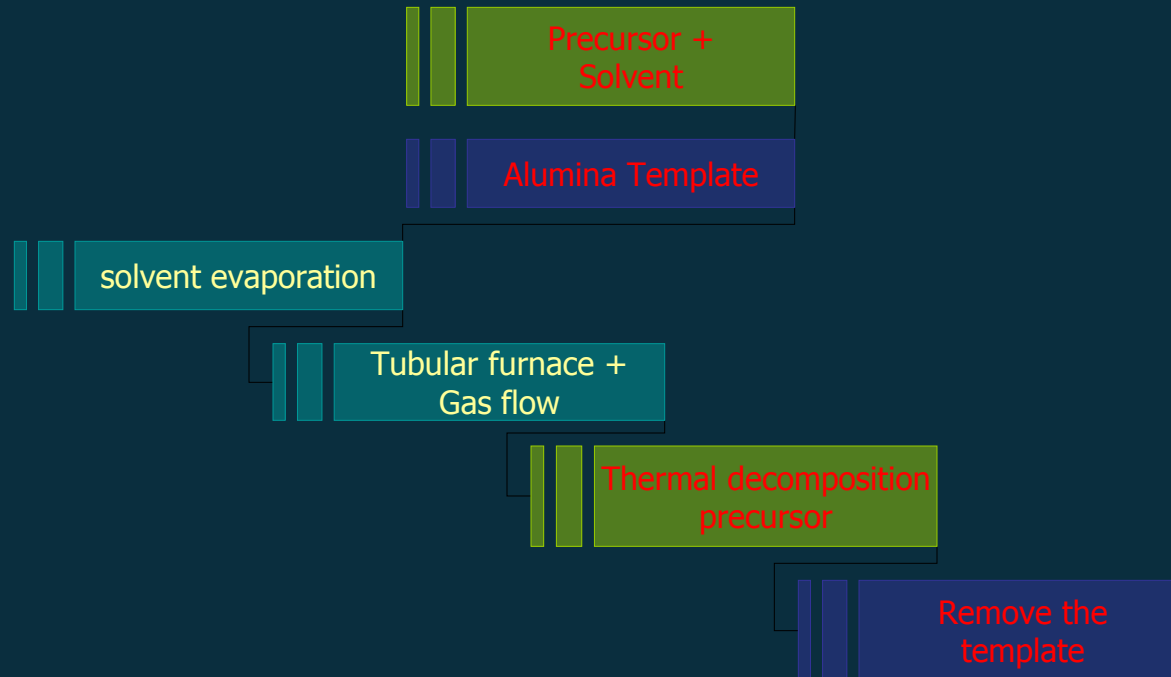 Precursor +
Solvent
Alumina Template
solvent evaporation
Tubular furnace +
Gas flow
Thermal decomposition
precursor
Remove the
template